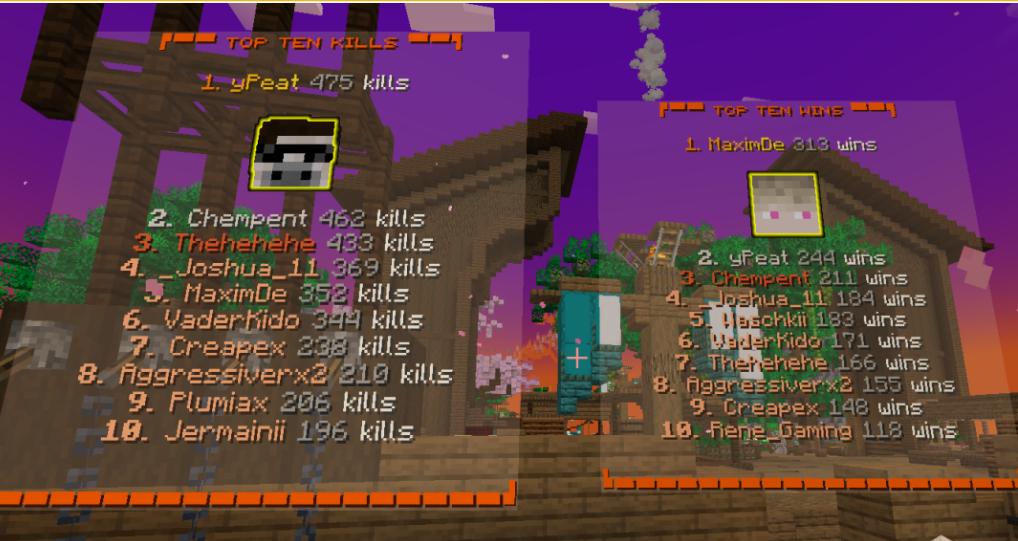 TOP TEN KILLS
1. yPeat 475 kills
2. Chempent 462 kills
3. Thehehehe 433 kills
4. _Joshua_11 369 kills
5. MaximDe 352 kills
6. VaderKido 344 kills
7. Creapex 238 kills
8. Aggressiverx2 210 kills
9. Plumiax 206 kills
10. Jermainii 196 kills
TOP TEN WINS
1. MaximDe 313 wins
2. yPeat 244 wins
3. Chempent 211 wins
4. _Joshua_11 184 wins
5. Waschkii 183 wins
6. VaderKido 171 wins
7. Thehehehe 166 wins
8. Aggressiverx2 155 wins
9. Creapex 148 wins
10. Rene_Gaming 118 wins